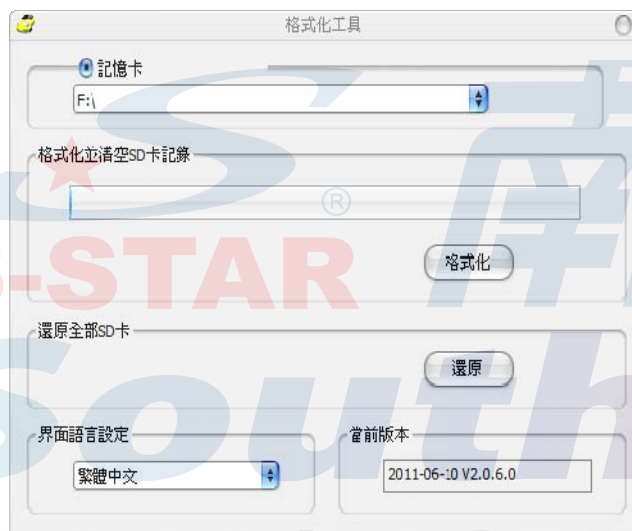 格式化工具
記憶卡
F:\
格式化並清空SD卡記錄
®
S-STAR 南
格式化
還原全部SD卡
還原
South
界面語言設定
當前版本
繁體中文
2011-06-10 V2.0.6.0